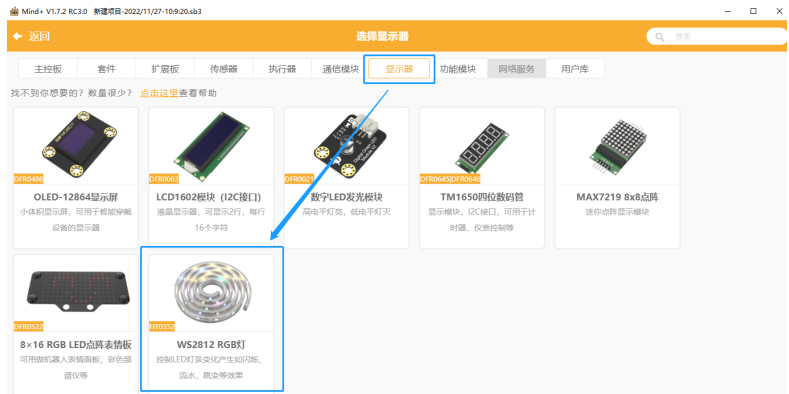 Mind+ V1.7.2 RC3.0 新建项目-2022/11/27-10:9:20.sb3
返回
选择显示器
搜索
主控板 套件 扩展板 传感器 执行器 通信模块 显示器 功能模块 网络服务 用户库
找不到你想要的？数量很少？ 点击这里查看帮助
DFR0486
DFR0063
DFR0021
DFR0645|DFR0646
OLED-12864显示屏
小体积显示屏，可用于智能穿戴
设备的显示器
LCD1602模块（I2C接口）
液晶显示器，可显示2行，每行
16个字符
数字LED发光模块
高电平灯亮，低电平灯灭
TM1650四位数码管
显示模块，I2C接口，可用于计
时器、仪表控制等
MAX7219 8x8点阵
迷你点阵显示模块
DFR0522
FIT0352
8×16 RGB LED点阵表情板
可用做机器人表情面板、彩色频
谱仪等
WS2812 RGB灯
控制LED灯条变化产生如闪烁、
流水、跳变等效果